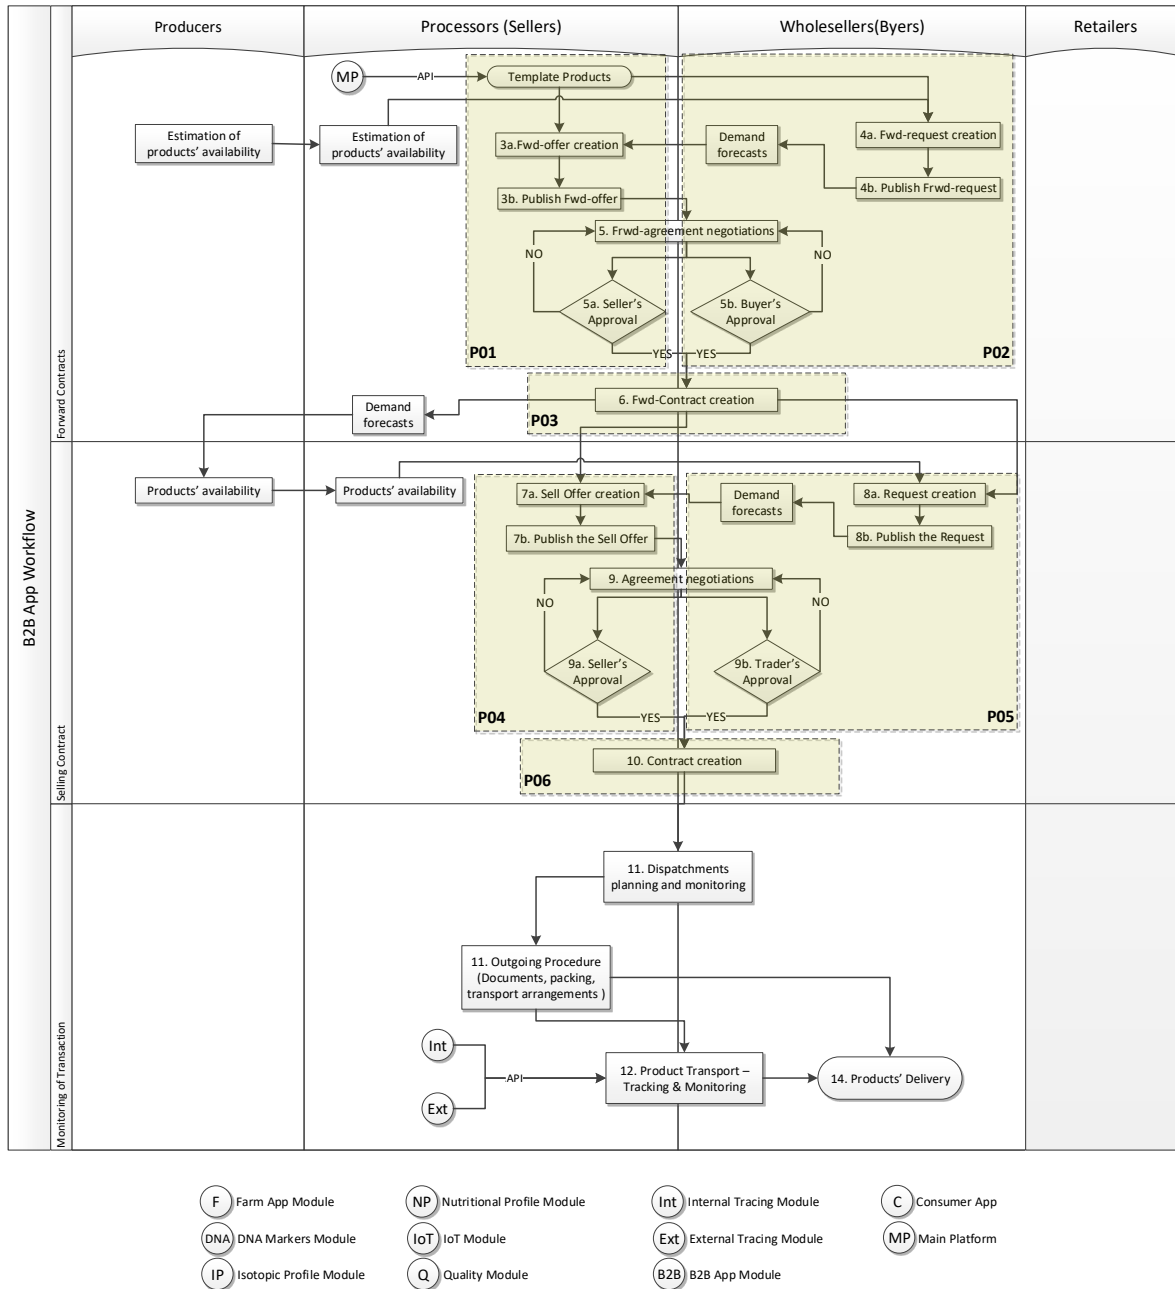 Producers
Processors (Sellers)
Wholesellers(Byers)
Retailers
B2B App Workflow
Forward Contracts
MP
API
Template Products
Estimation of
products' availability
Estimation of
products' availability
3a.Fwd-offer creation
Demand
forecasts
4a. Fwd-request creation
4b. Publish Frwd-request
3b. Publish Fwd-offer
5. Frwd-agreement negotiations
NO
NO
5a. Seller's
Approval
5b. Buyer's
Approval
YES
YES
P01
P02
6. Fwd-Contract creation
P03
Demand
forecasts
Selling Contract
Products' availability
Products' availability
7a. Sell Offer creation
Demand
forecasts
8a. Request creation
7b. Publish the Sell Offer
8b. Publish the Request
9. Agreement negotiations
NO
NO
9a. Seller's
Approval
9b. Trader's
Approval
YES
YES
P04
P05
10. Contract creation
P06
Monitoring of Transaction
11. Dispatchments
planning and monitoring
11. Outgoing Procedure
(Documents, packing,
transport arrangements )
Int
Ext
API
12. Product Transport –
Tracking & Monitoring
14. Products' Delivery
F Farm App Module
NP Nutritional Profile Module
Int Internal Tracing Module
C Consumer App
DNA DNA Markers Module
IoT IoT Module
Ext External Tracing Module
MP Main Platform
IP Isotopic Profile Module
Q Quality Module
B2B B2B App Module